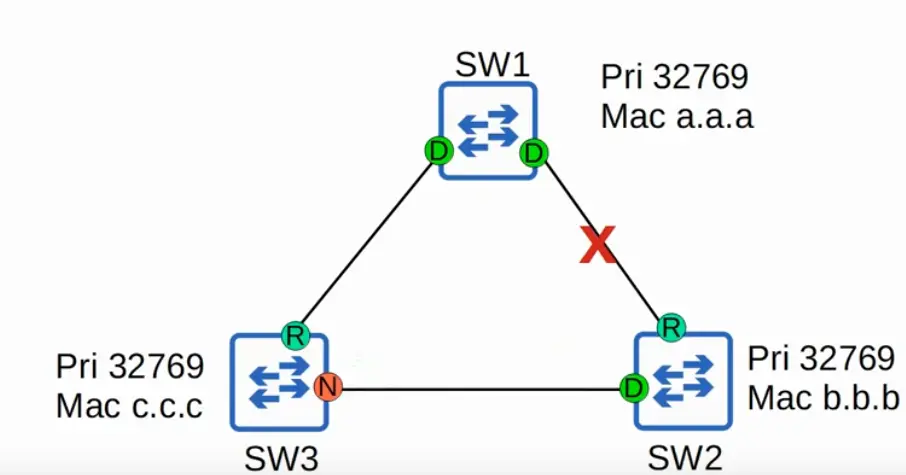 SW1
Pri 32769
Mac a.a.a
D
D
X
R
R
Pri 32769
Mac c.c.c
N
D
Pri 32769
Mac b.b.b
SW3
SW2